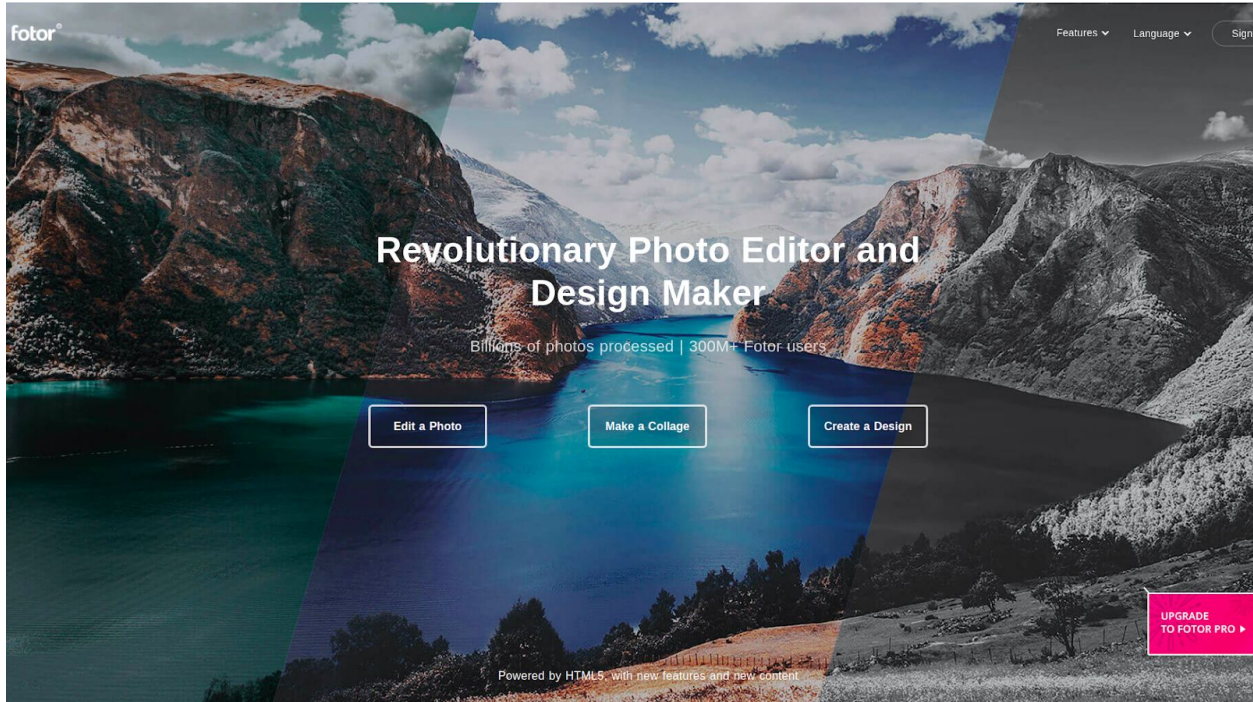 fotor®
Features
Language
Sign
Revolutionary Photo Editor and
Design Maker
Billions of photos processed | 300M+ Fotor users
Edit a Photo
Make a Collage
Create a Design
UPGRADE
TO FOTOR PRO
Powered by HTML5, with new features and new content